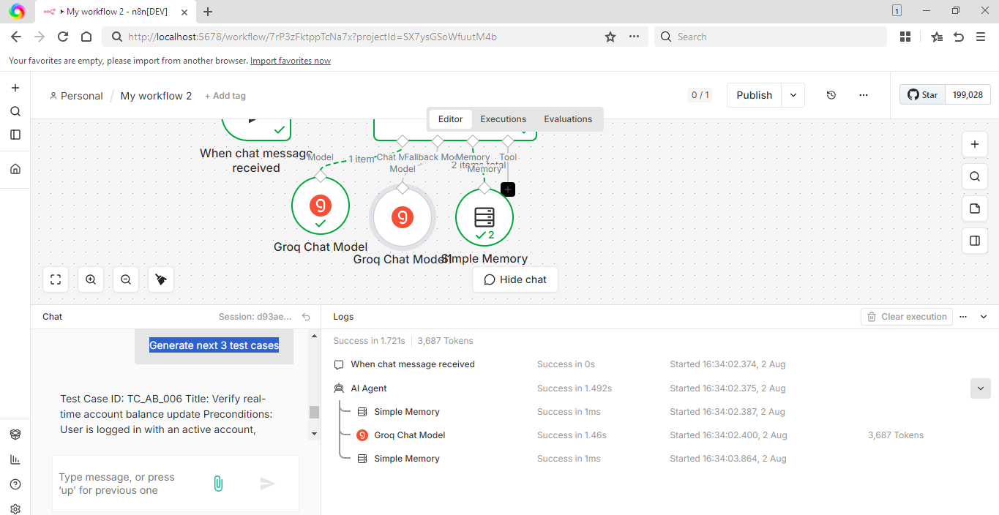 My workflow 2 - n8n[DEV]
1
http://localhost:5678/workflow/7rP3zFktppTcNa7x?projectId=SX7ysGSoWfuutM4b
Search
Your favorites are empty, please import from another browser. Import favorites now
Personal / My workflow 2 + Add tag
0 / 1
Publish
Star
199,028
Editor
Executions
Evaluations
When chat message
received
Model
1 item
Chat M
Fallback Mod
Model
Memory
Tool
2 items total
Memory
Groq Chat Model
Groq Chat Model1
2
Simple Memory
Hide chat
Chat
Session: d93ae...
Generate next 3 test cases
Test Case ID: TC_AB_006 Title: Verify real-
time account balance update Preconditions:
User is logged in with an active account,
Type message, or press
‘up’ for previous one
Logs
Clear execution
Success in 1.721s 3,687 Tokens
When chat message received Success in 0s Started 16:34:02.374, 2 Aug
AI Agent Success in 1.492s Started 16:34:02.375, 2 Aug
Simple Memory Success in 1ms Started 16:34:02.387, 2 Aug
Groq Chat Model Success in 1.46s Started 16:34:02.400, 2 Aug 3,687 Tokens
Simple Memory Success in 1ms Started 16:34:03.864, 2 Aug